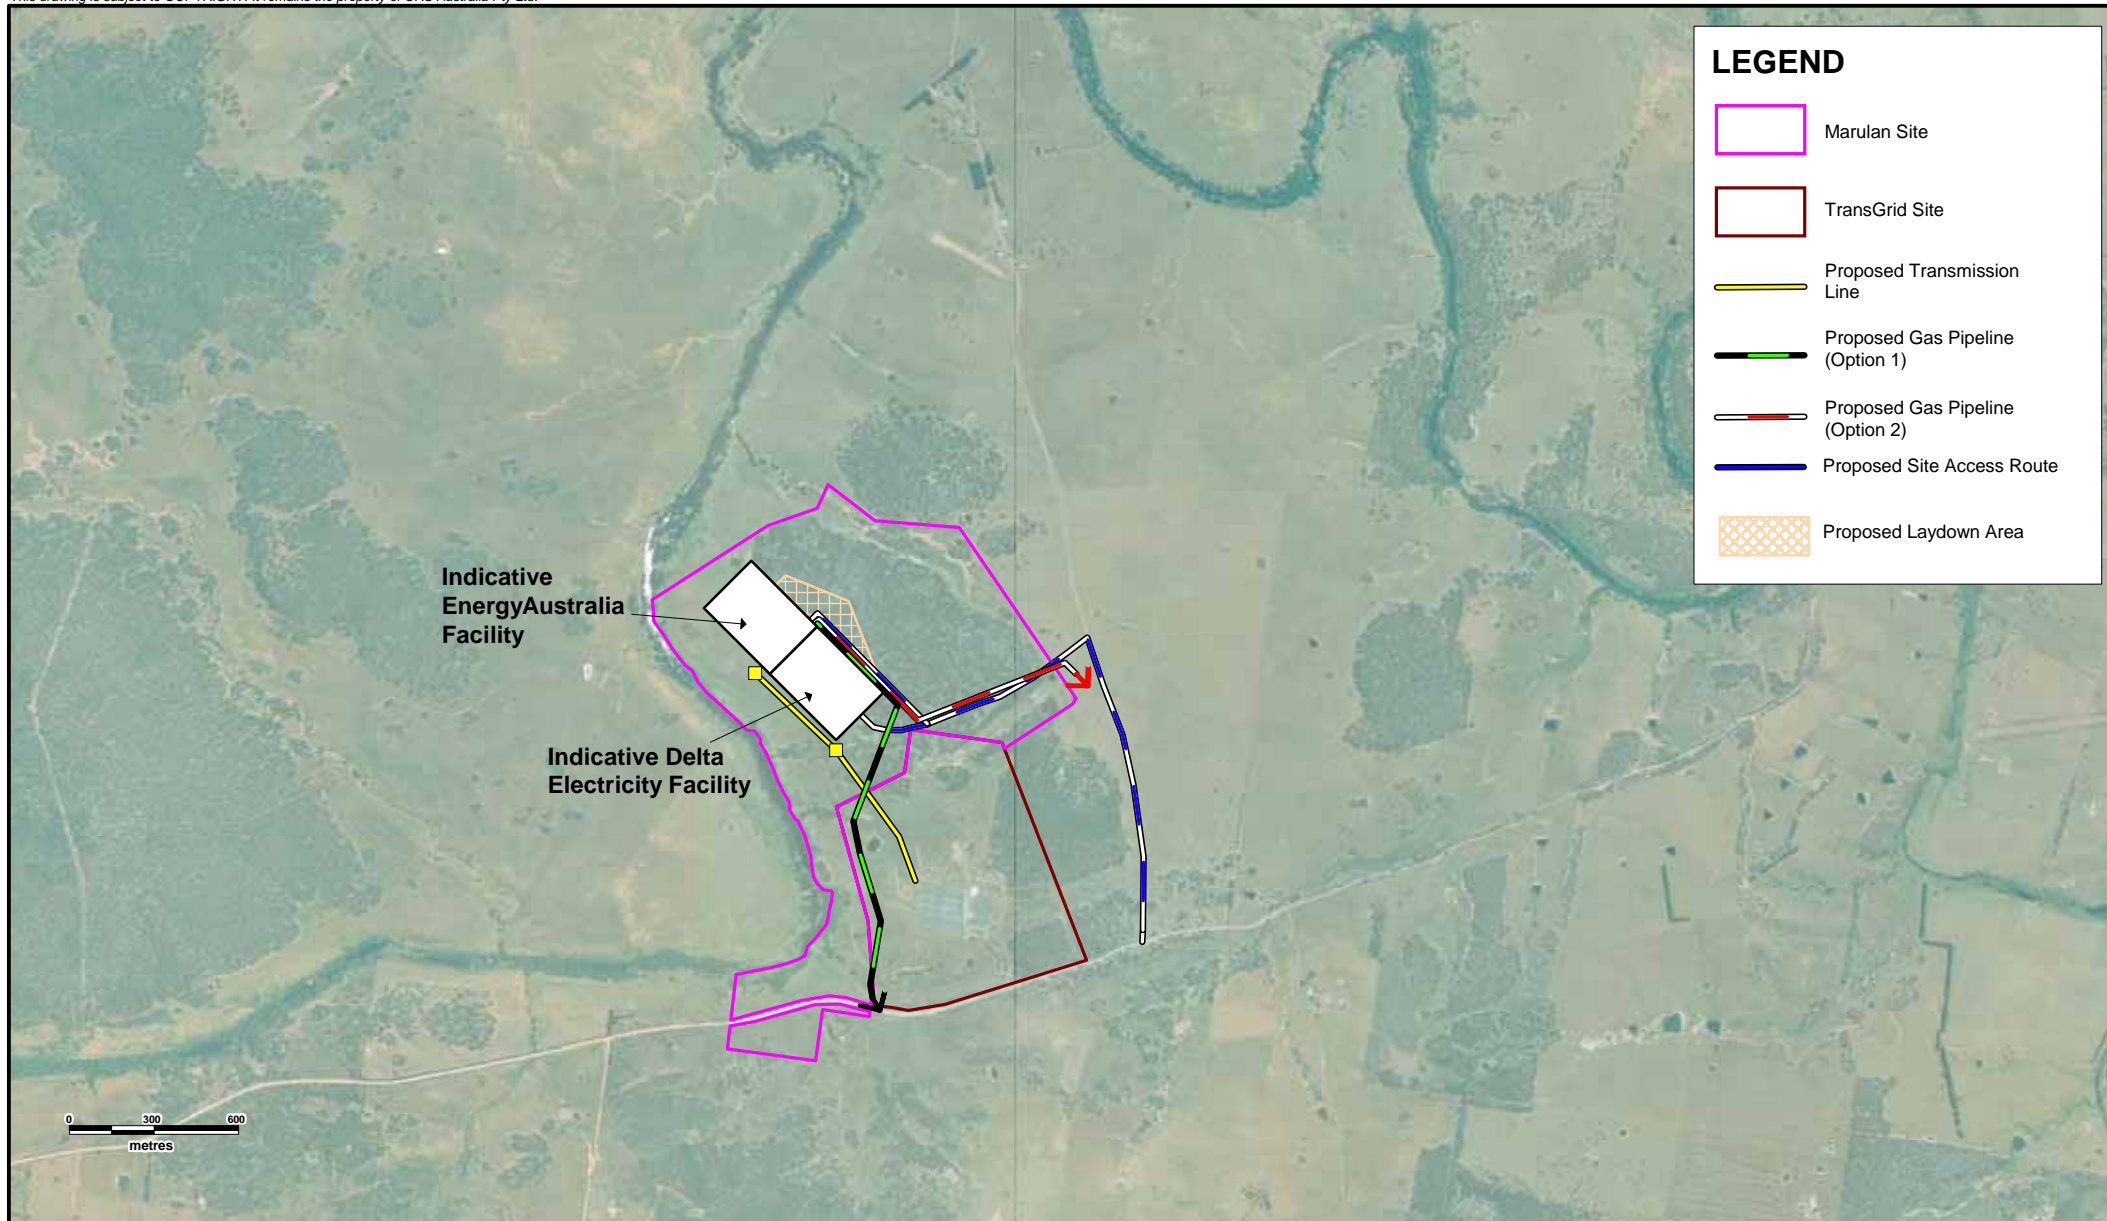 LEGEND
Marulan Site
TransGrid Site
Proposed Transmission
Line
Proposed Gas Pipeline
(Option 1)
Proposed Gas Pipeline
(Option 2)
Proposed Site Access Route
Proposed Laydown Area
Indicative
EnergyAustralia
Facility
Indicative Delta
Electricity Facility
0 300 600
metres